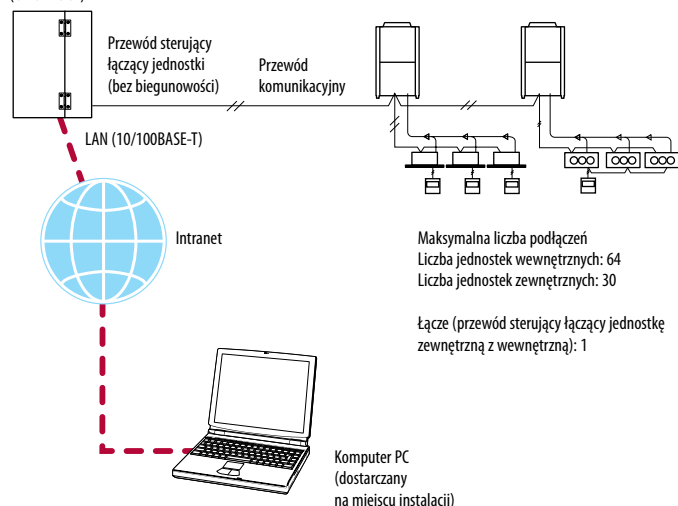 Przewód sterujący
łączący jednostki
(bez biegunowości)
Przewód
komunikacyjny
LAN (10/100BASE-T)
Intranet
Maksymalna liczba podłączeń
Liczba jednostek wewnętrznych: 64
Liczba jednostek zewnętrznych: 30
Łącze (przewód sterujący łączący jednostkę
zewnętrzną z wewnętrzną): 1
Komputer PC
(dostarczany
na miejscu instalacji)